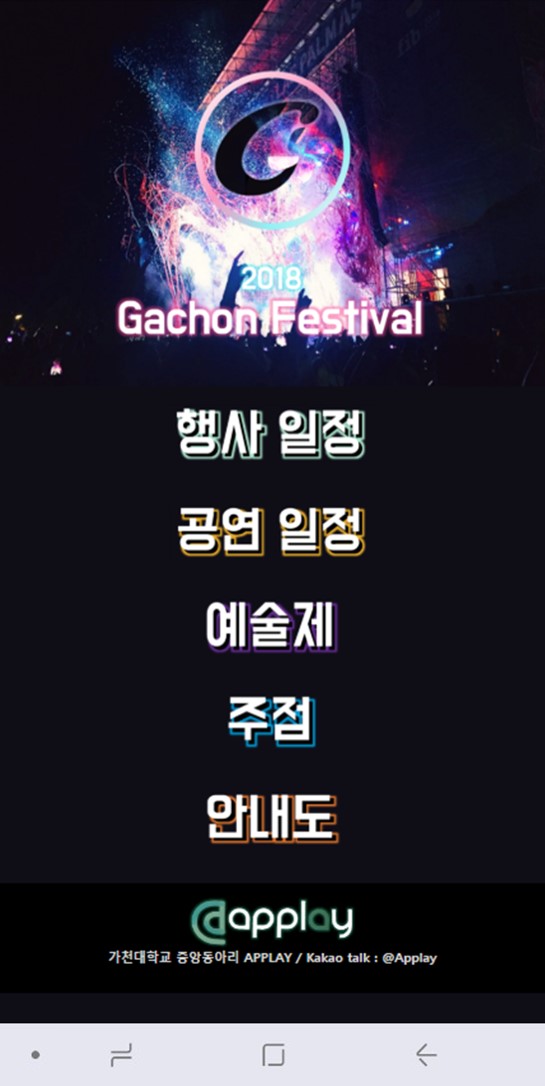 2018
Gachon Festival
행사 일정
공연 일정
예술제
주점
안내도
applay
가천대학교 중앙동아리 APPLAY / Kakao talk : @Applay